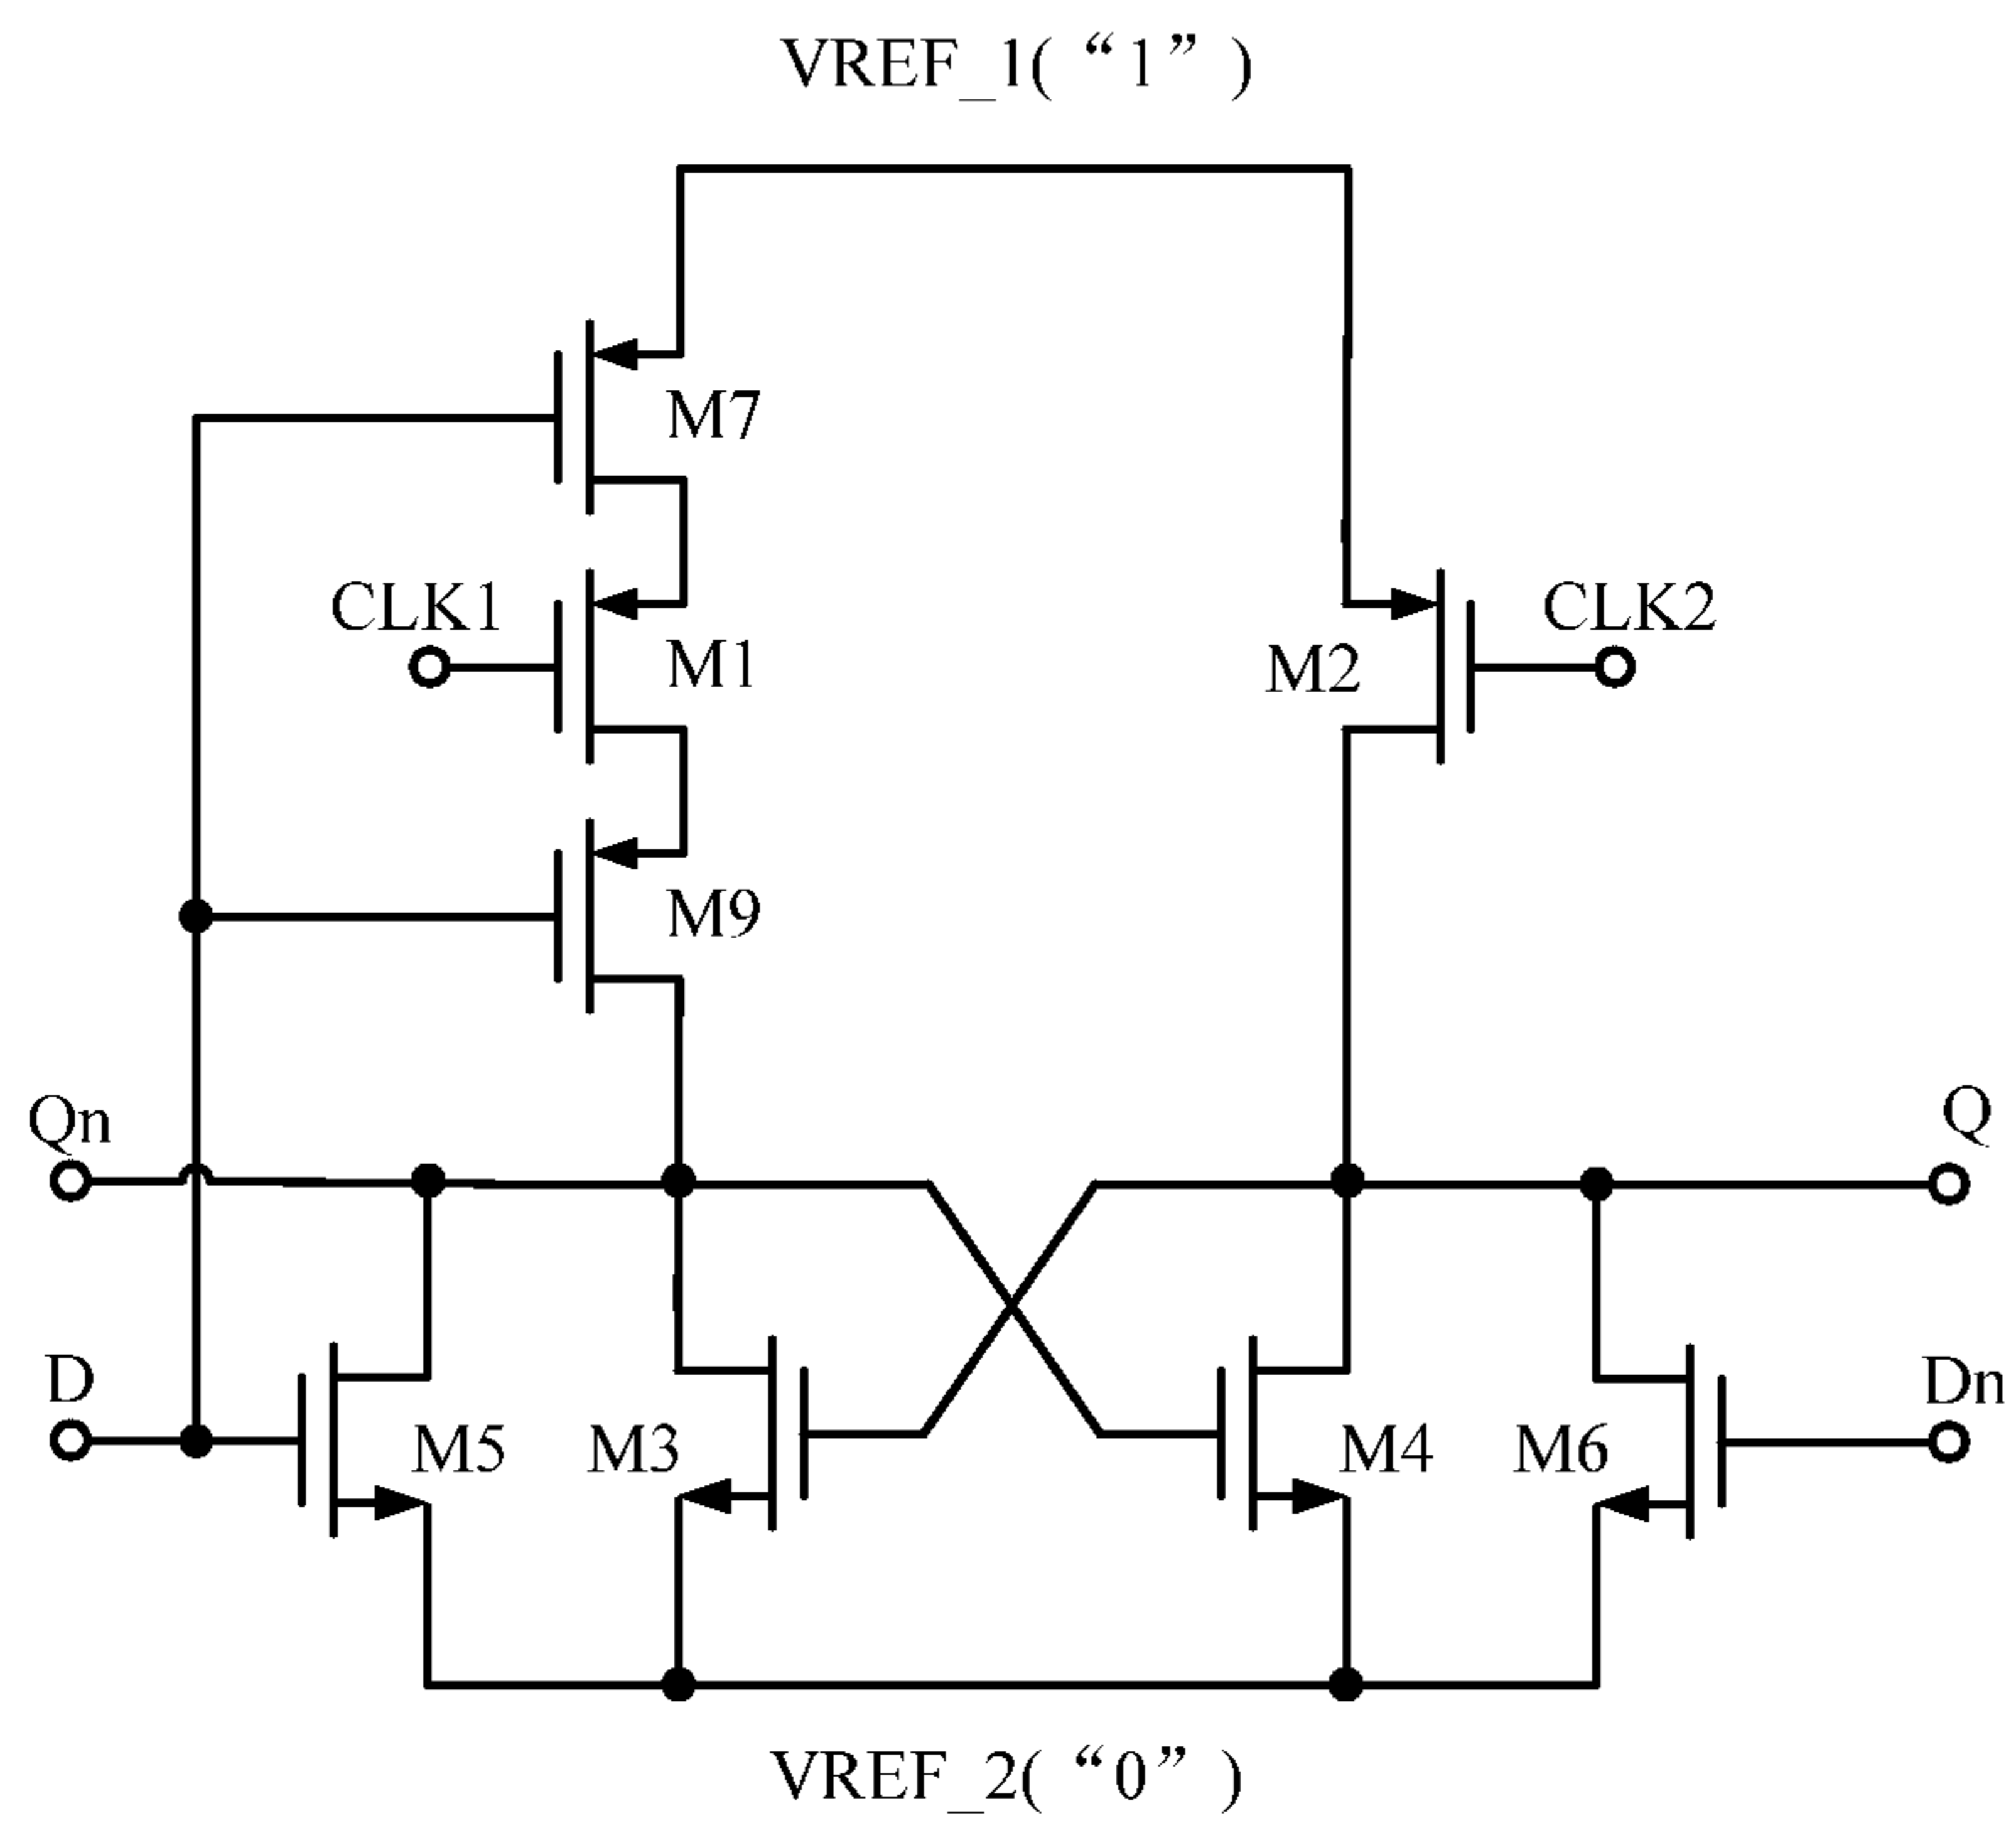 VREF_1(“1”)
M7
CLK1
M1
M2
CLK2
M9
Qn
Q
D
M5
M3
M4
M6
Dn
VREF_2(“0”)